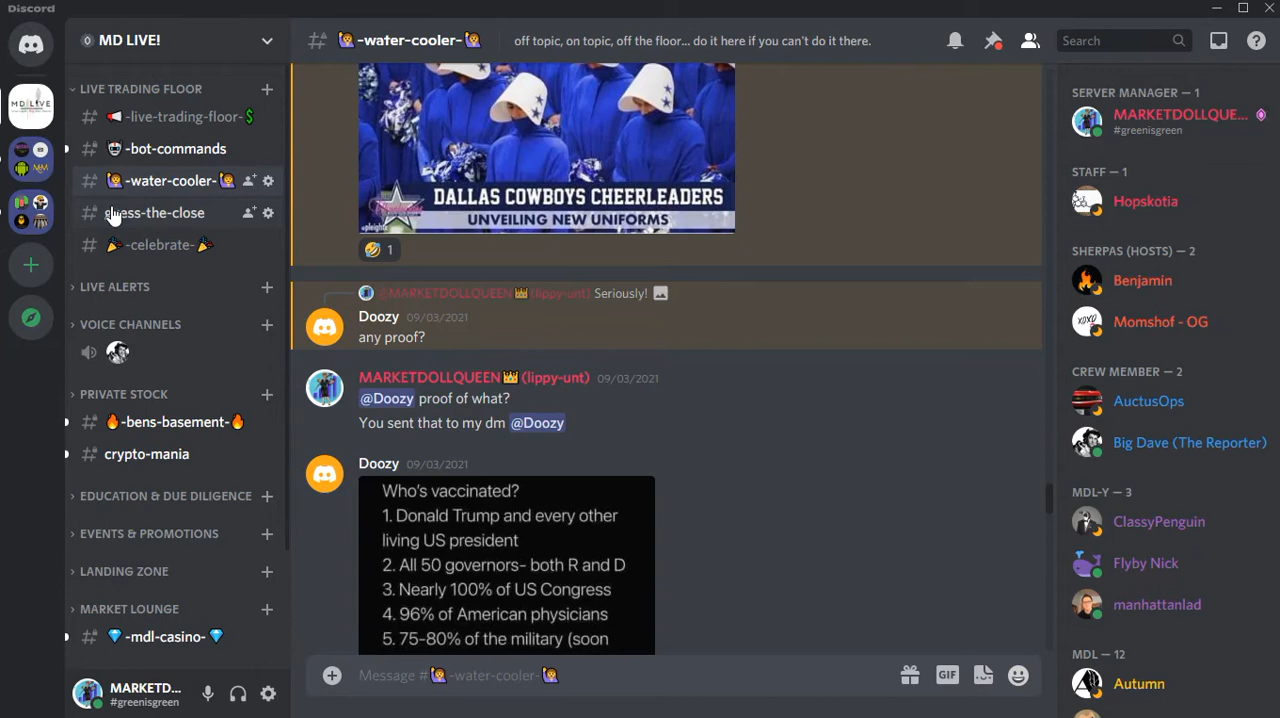 Discord
MD LIVE!
-water-cooler-
off topic, on topic, off the floor... do it here if you can't do it there.
Search
LIVE TRADING FLOOR
-live-trading-floor-
-bot-commands
-water-cooler-
guess-the-close
-celebrate-
LIVE ALERTS
VOICE CHANNELS
PRIVATE STOCK
-bens-basement-
crypto-mania
EDUCATION & DUE DILIGENCE
EVENTS & PROMOTIONS
LANDING ZONE
MARKET LOUNGE
-mdl-casino-
MARKETD...
#greenisgreen
DALLAS COWBOYS CHEERLEADERS
UNVEILING NEW UNIFORMS
1
@MARKETDOLLQUEEN (lippy-unt) Seriously!
Doozy 09/03/2021
any proof?
MARKETDOLLQUEEN (lippy-unt) 09/03/2021
@Doozy proof of what?
You sent that to my dm @Doozy
Doozy 09/03/2021
Who's vaccinated?
1. Donald Trump and every other
living US president
2. All 50 governors- both R and D
3. Nearly 100% of US Congress
4. 96% of American physicians
5. 75-80% of the military (soon
Message # -water-cooler-
GIF
SERVER MANAGER — 1
MARKETDOLLQUE...
#greenisgreen
STAFF — 1
Hopskotia
SHERPAS (HOSTS) — 2
Benjamin
Momshof - OG
CREW MEMBER — 2
AuctusOps
Big Dave (The Reporter)
MDL-Y — 3
ClassyPenguin
Flyby Nick
manhattanlad
MDL — 12
Autumn